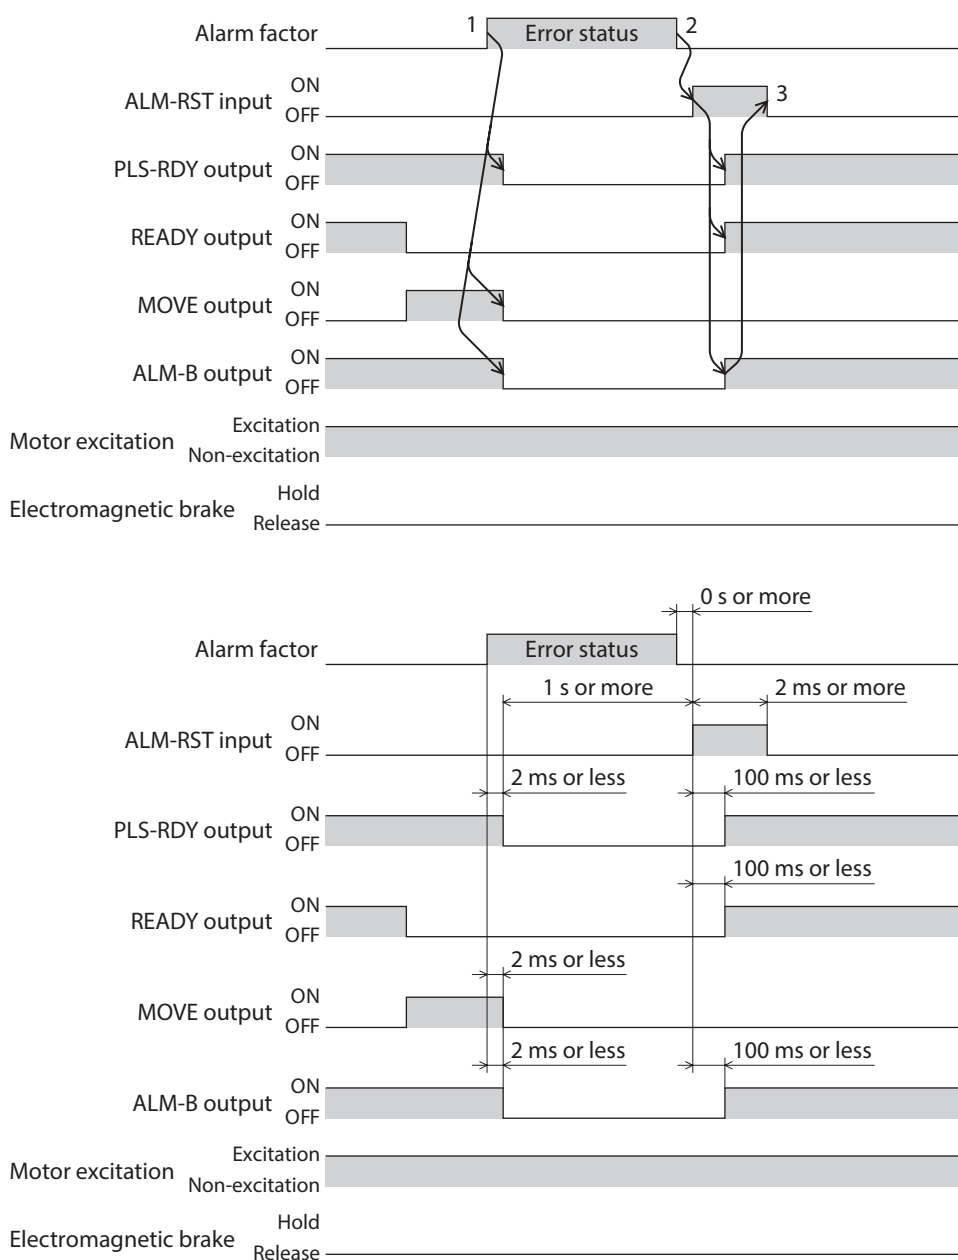 Alarm factor 1 Error status 2
ALM-RST input ON OFF 3
PLS-RDY output ON OFF
READY output ON OFF
MOVE output ON OFF
ALM-B output ON OFF
Motor excitation Excitation Non-excitation
Electromagnetic brake Hold Release
0 s or more
Alarm factor Error status
1 s or more 2 ms or more
ALM-RST input ON OFF
2 ms or less 100 ms or less
PLS-RDY output ON OFF
100 ms or less
READY output ON OFF
2 ms or less
MOVE output ON OFF
2 ms or less 100 ms or less
ALM-B output ON OFF
Motor excitation Excitation Non-excitation
Electromagnetic brake Hold Release